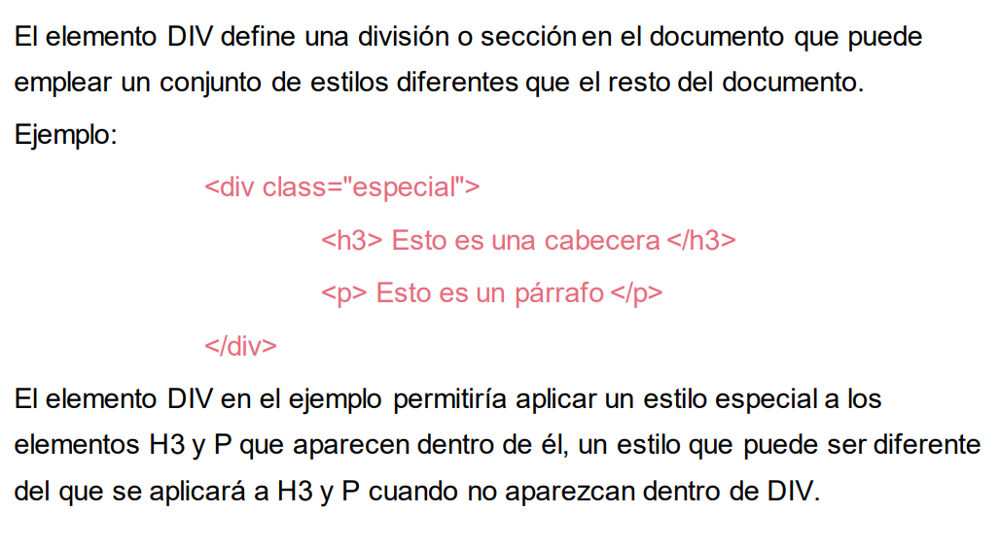 El elemento DIV define una división o sección en el documento que puede
emplear un conjunto de estilos diferentes que el resto del documento.
Ejemplo:
<div class="especial">
<h3> Esto es una cabecera </h3>
<p> Esto es un párrafo </p>
</div>
El elemento DIV en el ejemplo permitiría aplicar un estilo especial a los
elementos H3 y P que aparecen dentro de él, un estilo que puede ser diferente
del que se aplicará a H3 y P cuando no aparezcan dentro de DIV.